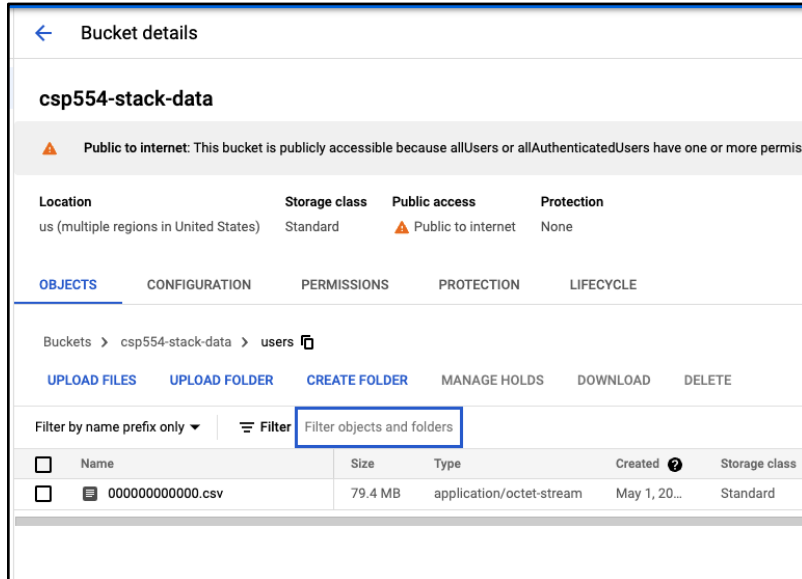 Bucket details
csp554-stack-data
Public to internet: This bucket is publicly accessible because allUsers or allAuthenticatedUsers have one or more permis
Location Storage class Public access Protection
us (multiple regions in United States) Standard Public to internet None
OBJECTS CONFIGURATION PERMISSIONS PROTECTION LIFECYCLE
Buckets > csp554-stack-data > users
UPLOAD FILES UPLOAD FOLDER CREATE FOLDER MANAGE HOLDS DOWNLOAD DELETE
Filter by name prefix only Filter Filter objects and folders
Name Size Type Created Storage class
000000000000.csv 79.4 MB application/octet-stream May 1, 20... Standard